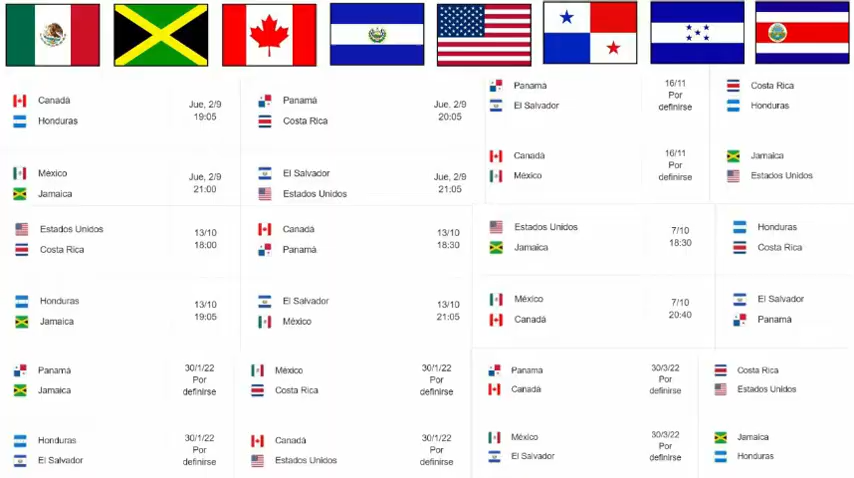 Canadá
Honduras
Jue, 2/9
19:05
Panamá
Costa Rica
Jue, 2/9
20:05
Panama
El Salvador
16/11
Por
definirse
Costa Rica
Honduras
México
Jamaica
Jue, 2/9
21:00
El Salvador
Estados Unidos
Jue, 2/9
21:05
Canadá
México
16/11
Por
definirse
Jamaica
Estados Unidos
Estados Unidos
Costa Rica
13/10
18:00
Canadá
Panamá
13/10
18:30
Estados Unidos
Jamaica
7/10
18:30
Honduras
Costa Rica
Honduras
Jamaica
13/10
19:05
El Salvador
México
13/10
21:05
México
Canadá
7/10
20:40
El Salvador
Panamá
Panamá
Jamaica
30/1/22
Por
definirse
México
Costa Rica
30/1/22
Por
definirse
Panama
Canadá
30/3/22
Por
definirse
Costa Rica
Estados Unidos
Honduras
El Salvador
30/1/22
Por
definirse
Canadá
Estados Unidos
30/1/22
Por
definirse
México
El Salvador
30/3/22
Por
definirse
Jamaica
Honduras